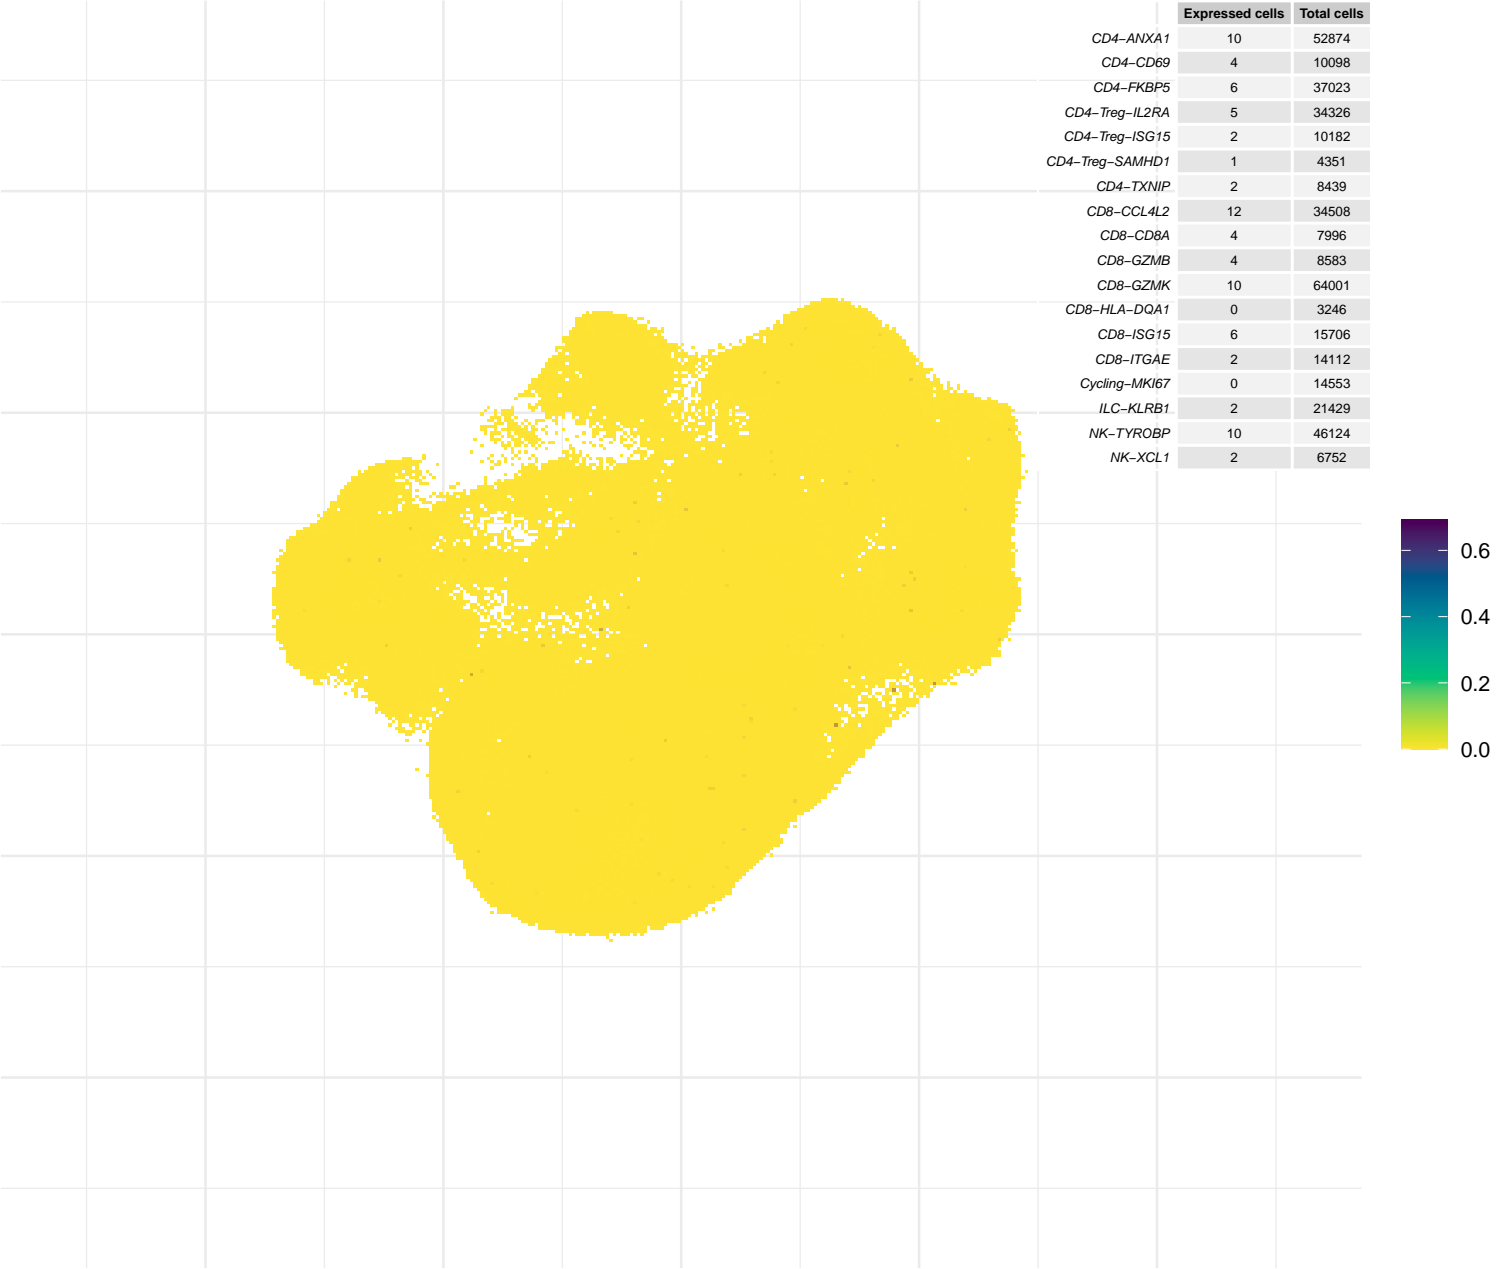 Expressed cells Total cells
CD4−ANXA1 10 52874
CD4−CD69 4 10098
CD4−FKBP5 6 37023
CD4−Treg−IL2RA 5 34326
CD4−Treg−ISG15 2 10182
CD4−Treg−SAMHD1 1 4351
CD4−TXNIP 2 8439
CD8−CCL4L2 12 34508
CD8−CD8A 4 7996
CD8−GZMB 4 8583
CD8−GZMK 10 64001
CD8−HLA−DQA1 0 3246
CD8−ISG15 6 15706
CD8−ITGAE 2 14112
Cycling−MKI67 0 14553
ILC−KLRB1 2 21429
NK−TYROBP 10 46124
NK−XCL1 2 6752
0.6
0.4
0.2
0.0